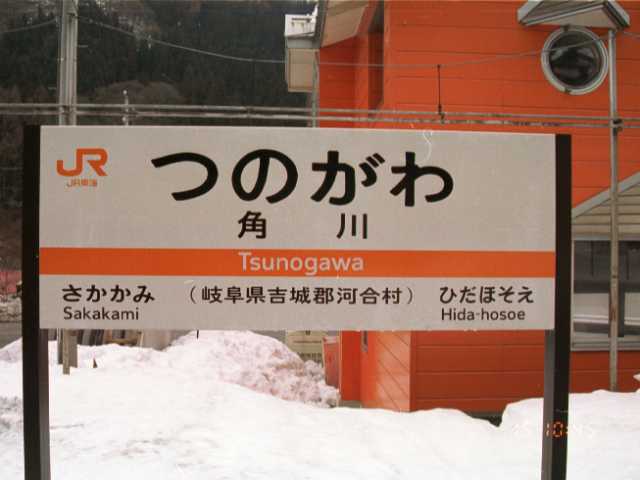 JR
JR東海
つのがわ
角川
Tsunogawa
さかかみ
Sakakami
（岐阜県吉城郡河合村）
ひだほそえ
Hida-hosoe